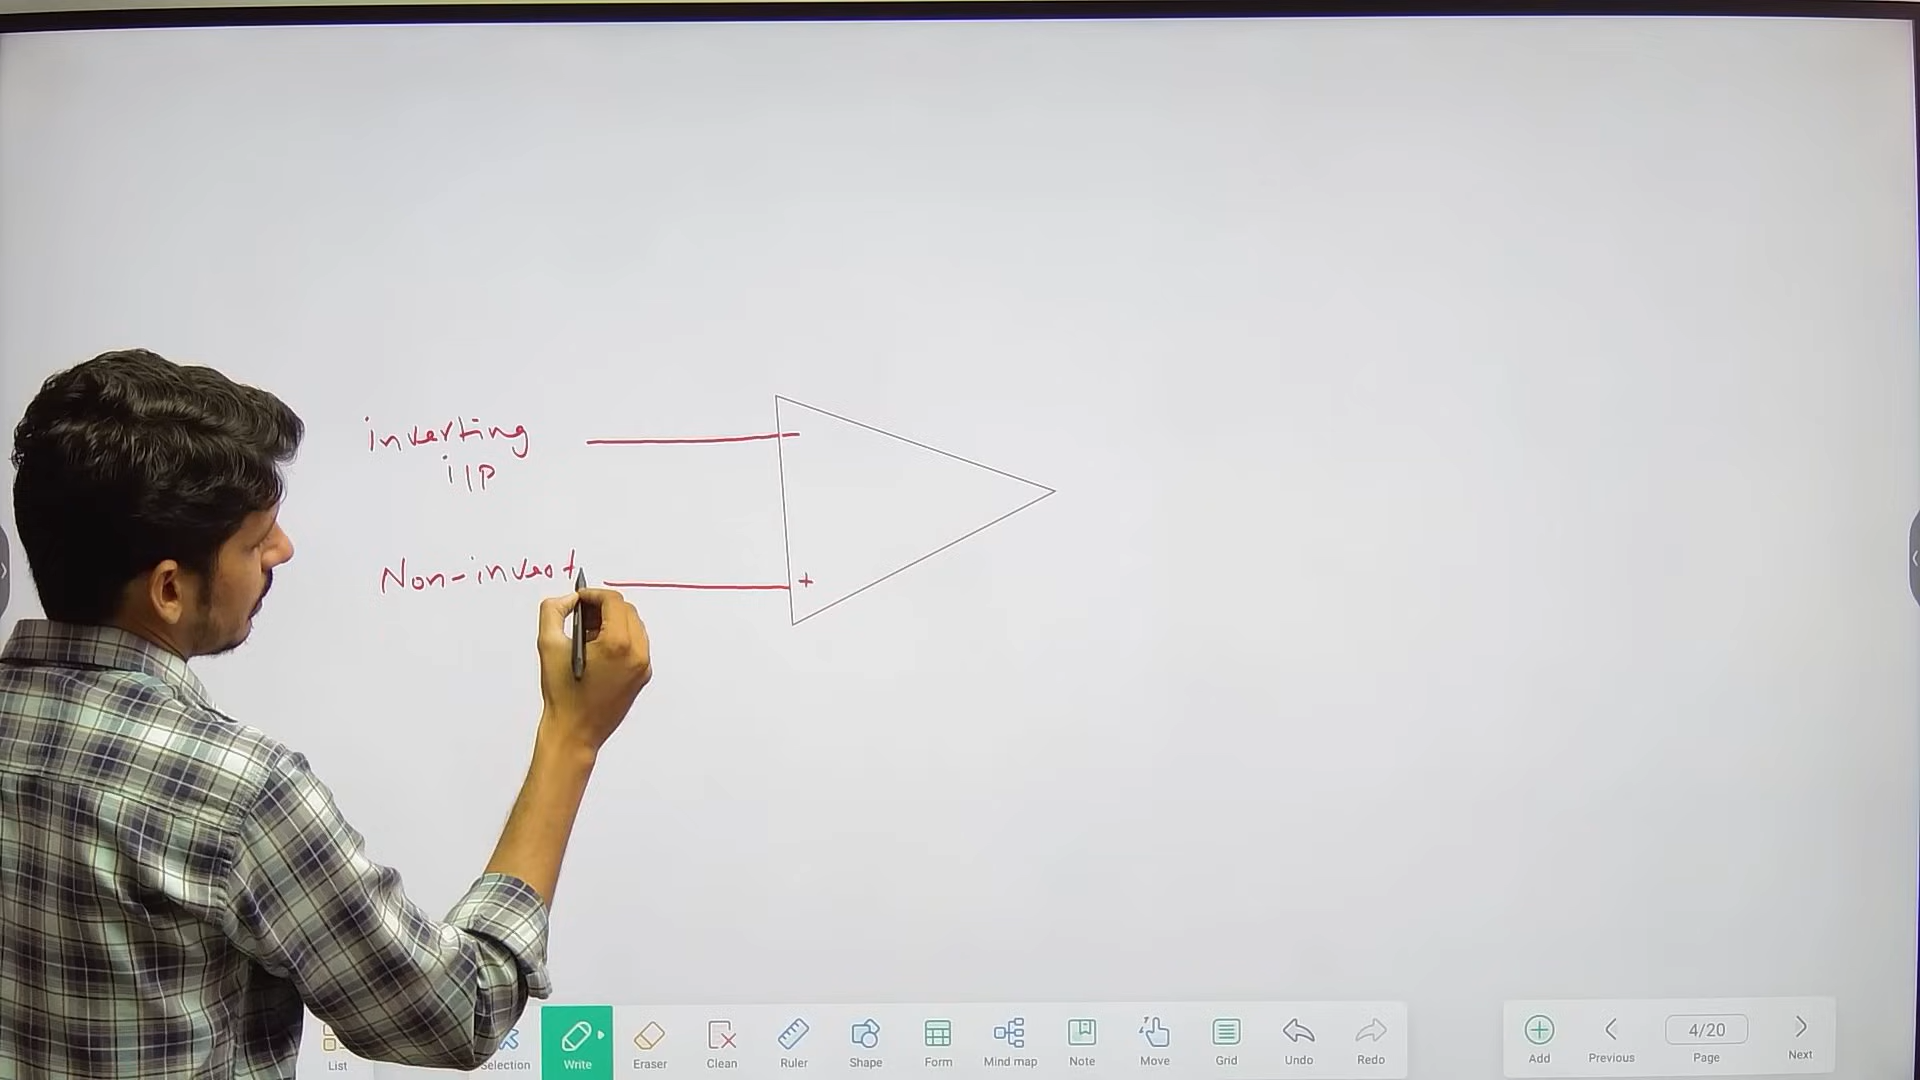 inverting
i/p
Non-invert
+
List
Selection
Write
Eraser
Clean
Ruler
Shape
Form
Mind map
Note
Move
Grid
Undo
Redo
Add
Previous
4/20
Page
Next